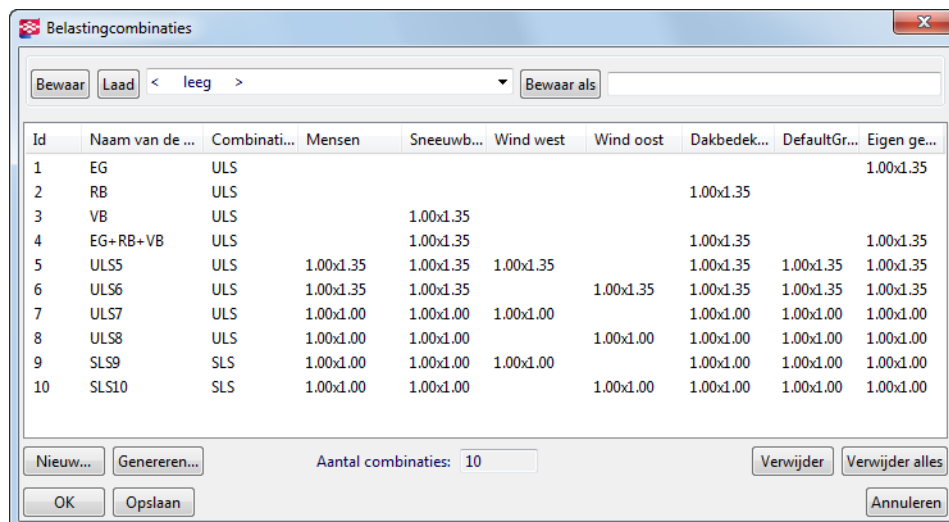 Belastingcombinaties
Bewaar Laad < leeg > Bewaar als
Id Naam van de ... Combinati... Mensen Sneeuwb... Wind west Wind oost Dakbedek... DefaultGr... Eigen ge...
1 EG ULS 1.00x1.35
2 RB ULS 1.00x1.35
3 VB ULS 1.00x1.35
4 EG+RB+VB ULS 1.00x1.35 1.00x1.35 1.00x1.35
5 ULS5 ULS 1.00x1.35 1.00x1.35 1.00x1.35 1.00x1.35 1.00x1.35 1.00x1.35
6 ULS6 ULS 1.00x1.35 1.00x1.35 1.00x1.35 1.00x1.35 1.00x1.35 1.00x1.35
7 ULS7 ULS 1.00x1.00 1.00x1.00 1.00x1.00 1.00x1.00 1.00x1.00 1.00x1.00
8 ULS8 ULS 1.00x1.00 1.00x1.00 1.00x1.00 1.00x1.00 1.00x1.00 1.00x1.00
9 SLS9 SLS 1.00x1.00 1.00x1.00 1.00x1.00 1.00x1.00 1.00x1.00 1.00x1.00
10 SLS10 SLS 1.00x1.00 1.00x1.00 1.00x1.00 1.00x1.00 1.00x1.00 1.00x1.00
Nieuw... Genereren... Aantal combinaties: 10 Verwijder Verwijder alles
OK Opslaan Annuleren